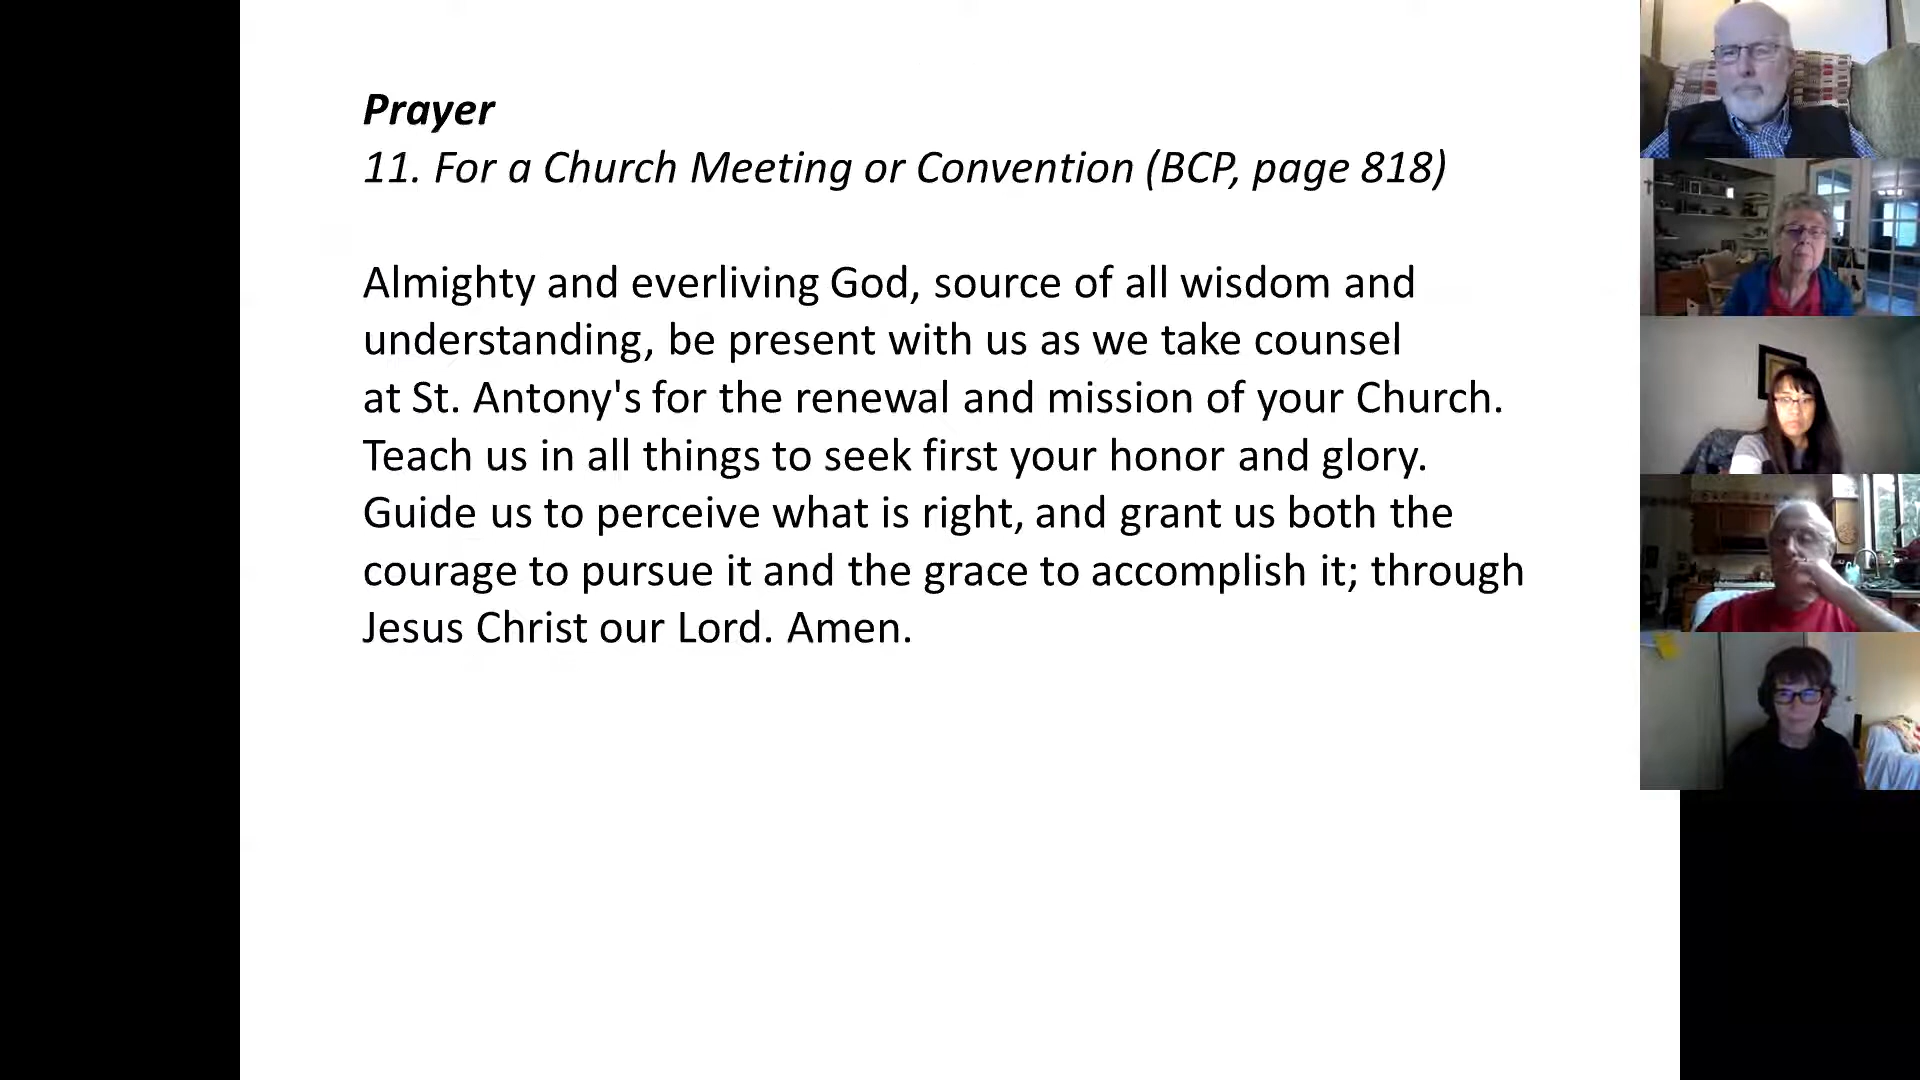 Prayer
11. For a Church Meeting or Convention (BCP, page 818)
Almighty and everliving God, source of all wisdom and
understanding, be present with us as we take counsel
at St. Antony's for the renewal and mission of your Church.
Teach us in all things to seek first your honor and glory.
Guide us to perceive what is right, and grant us both the
courage to pursue it and the grace to accomplish it; through
Jesus Christ our Lord. Amen.